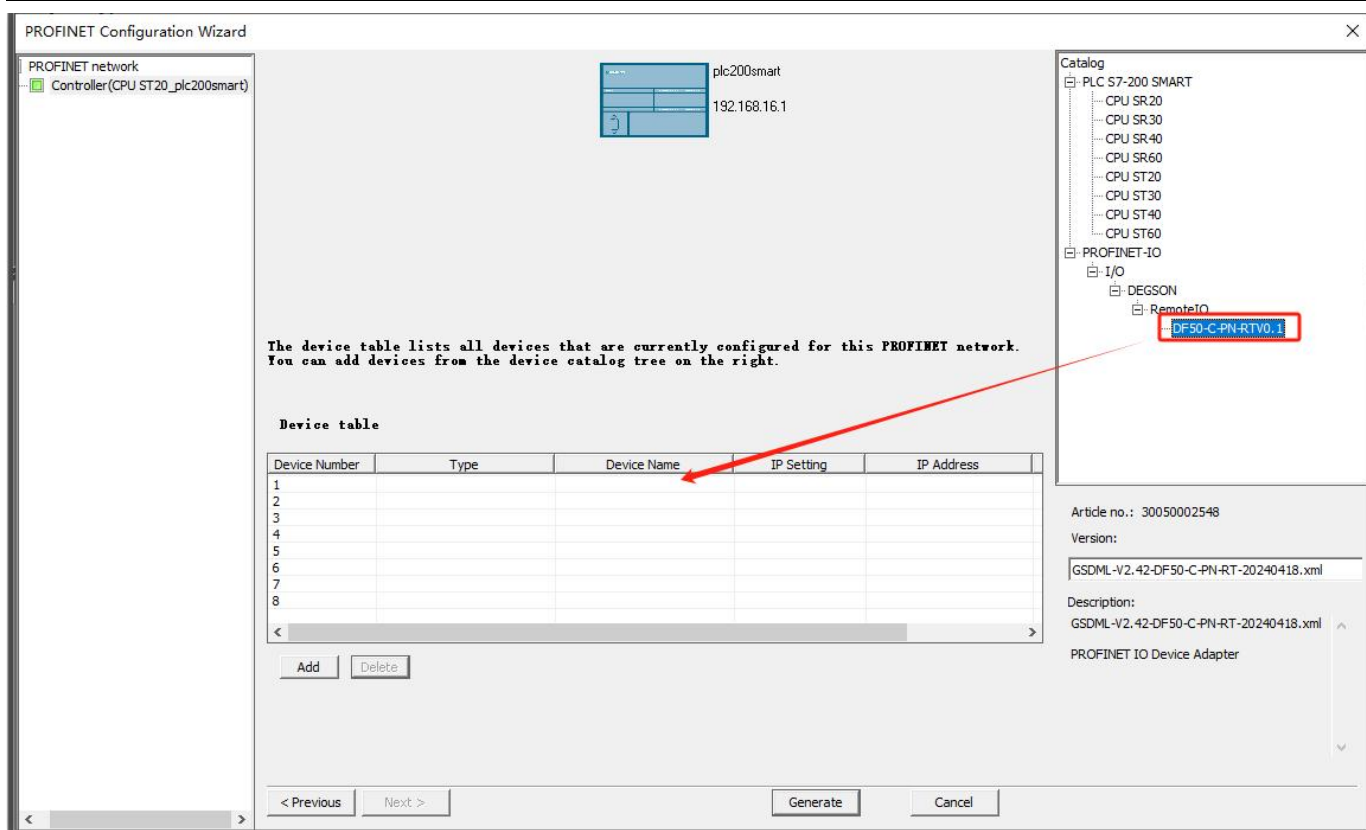 PROFINET Configuration Wizard
PROFINET network
Controller(CPU ST20_plc200smart)
plc200smart
192.168.16.1
The device table lists all devices that are currently configured for this PROFINET network.
You can add devices from the device catalog tree on the right.
Device table
Device Number Type Device Name IP Setting IP Address
1
2
3
4
5
6
7
8
Add Delete
< Previous Next > Generate Cancel
Catalog
PLC S7-200 SMART
CPU SR20
CPU SR30
CPU SR40
CPU SR60
CPU ST20
CPU ST30
CPU ST40
CPU ST60
PROFINET-IO
I/O
DEGSON
RemoteIO
DF50-C-PN-RTV0.1
Article no.: 30050002548
Version:
GSDML-V2.42-DF50-C-PN-RT-20240418.xml
Description:
GSDML-V2.42-DF50-C-PN-RT-20240418.xml
PROFINET IO Device Adapter